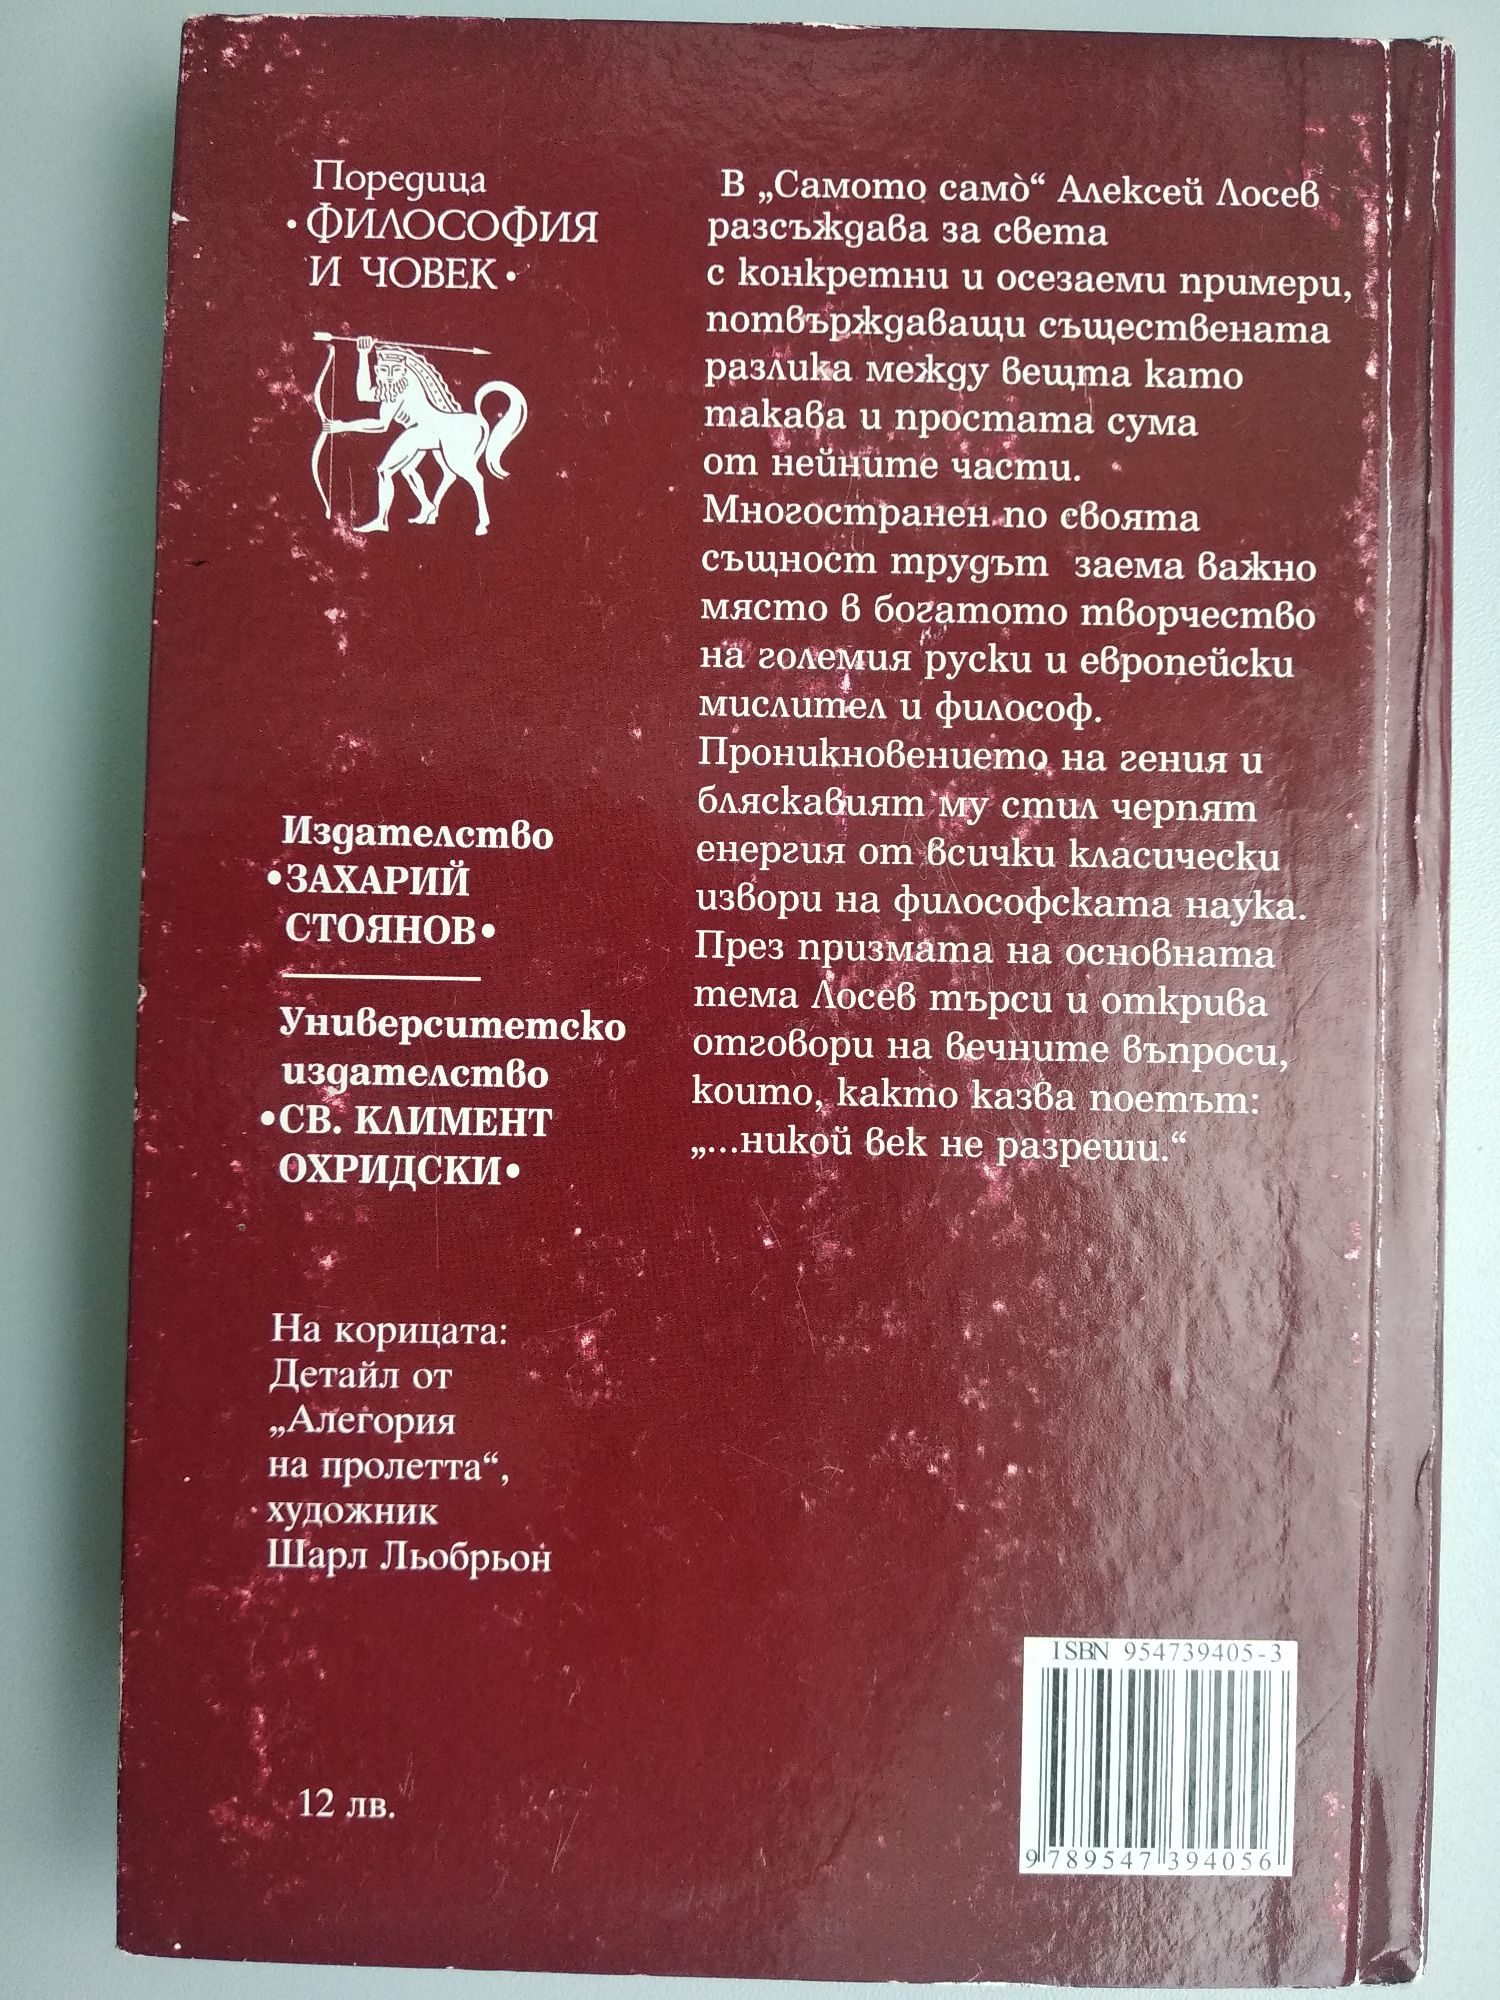 Поредица
• ФИЛОСОФИЯ
И ЧОВЕК •
Издателство
•ЗАХАРИЙ
СТОЯНОВ•
Университетско
издателство
•СВ. КЛИМЕНТ
ОХРИДСКИ•
На корицата:
Детайл от
„Алегория
на пролетта“,
художник
Шарл Льобрьон
12 лв.
В „Самото самò“ Алексей Лосев
разсъждава за света
с конкретни и осезаеми примери,
потвърждаващи съществената
разлика между вещта като
такава и простата сума
от нейните части.
Многостранен по своята
същност трудът заема важно
място в богатото творчество
на големия руски и европейски
мислител и философ.
Проникновението на гения и
бляскавият му стил черпят
енергия от всички класически
извори на философската наука.
През призмата на основната
тема Лосев търси и открива
отговори на вечните въпроси,
които, както казва поетът:
„...никой век не разреши.“
ISBN 954739405-3
9 789547 394056